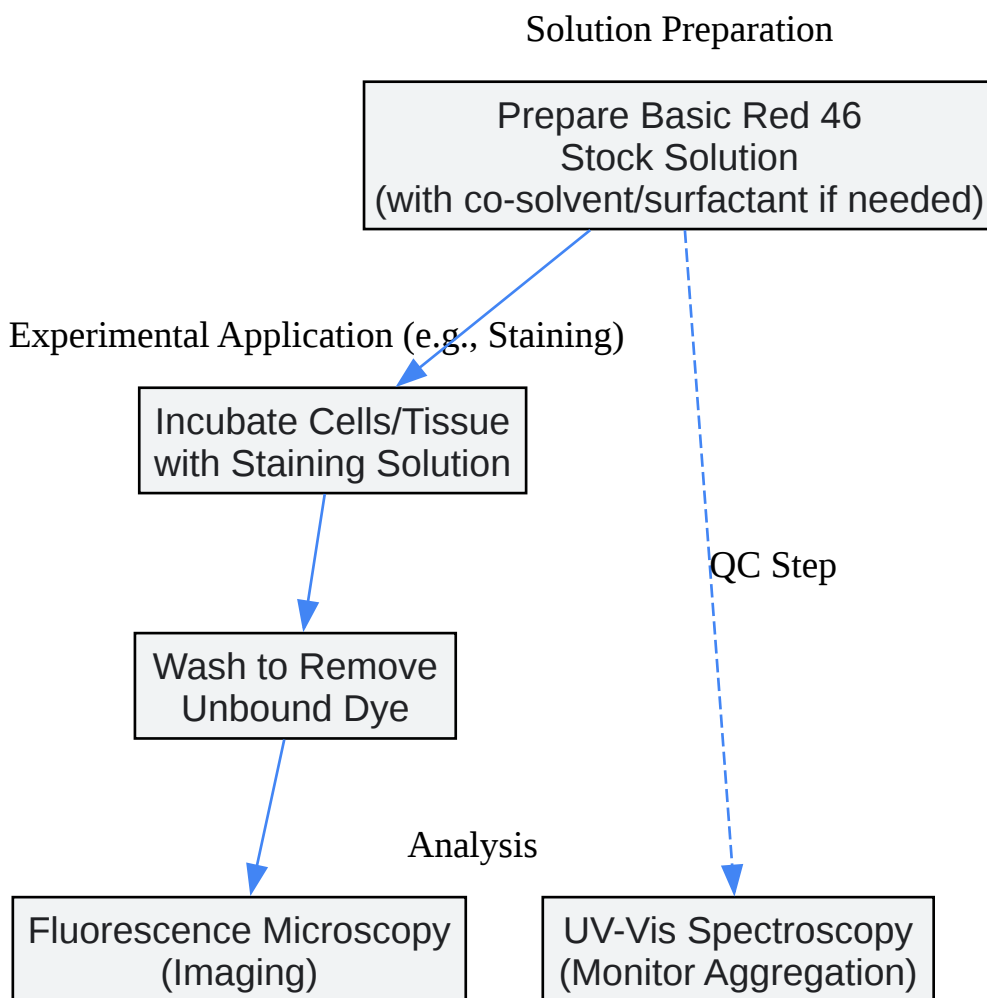 Solution Preparation
Prepare Basic Red 46
Stock Solution
(with co-solvent/surfactant if needed)
Experimental Application (e.g., Staining)
Incubate Cells/Tissue
with Staining Solution
QC Step
Wash to Remove
Unbound Dye
Analysis
Fluorescence Microscopy
(Imaging)
UV-Vis Spectroscopy
(Monitor Aggregation)